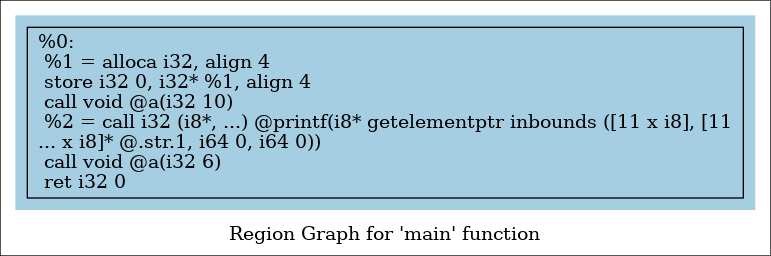 %0:
%1 = alloca i32, align 4
store i32 0, i32* %1, align 4
call void @a(i32 10)
%2 = call i32 (i8*, ...) @printf(i8* getelementptr inbounds ([11 x i8], [11
... x i8]* @.str.1, i64 0, i64 0))
call void @a(i32 6)
ret i32 0
Region Graph for 'main' function